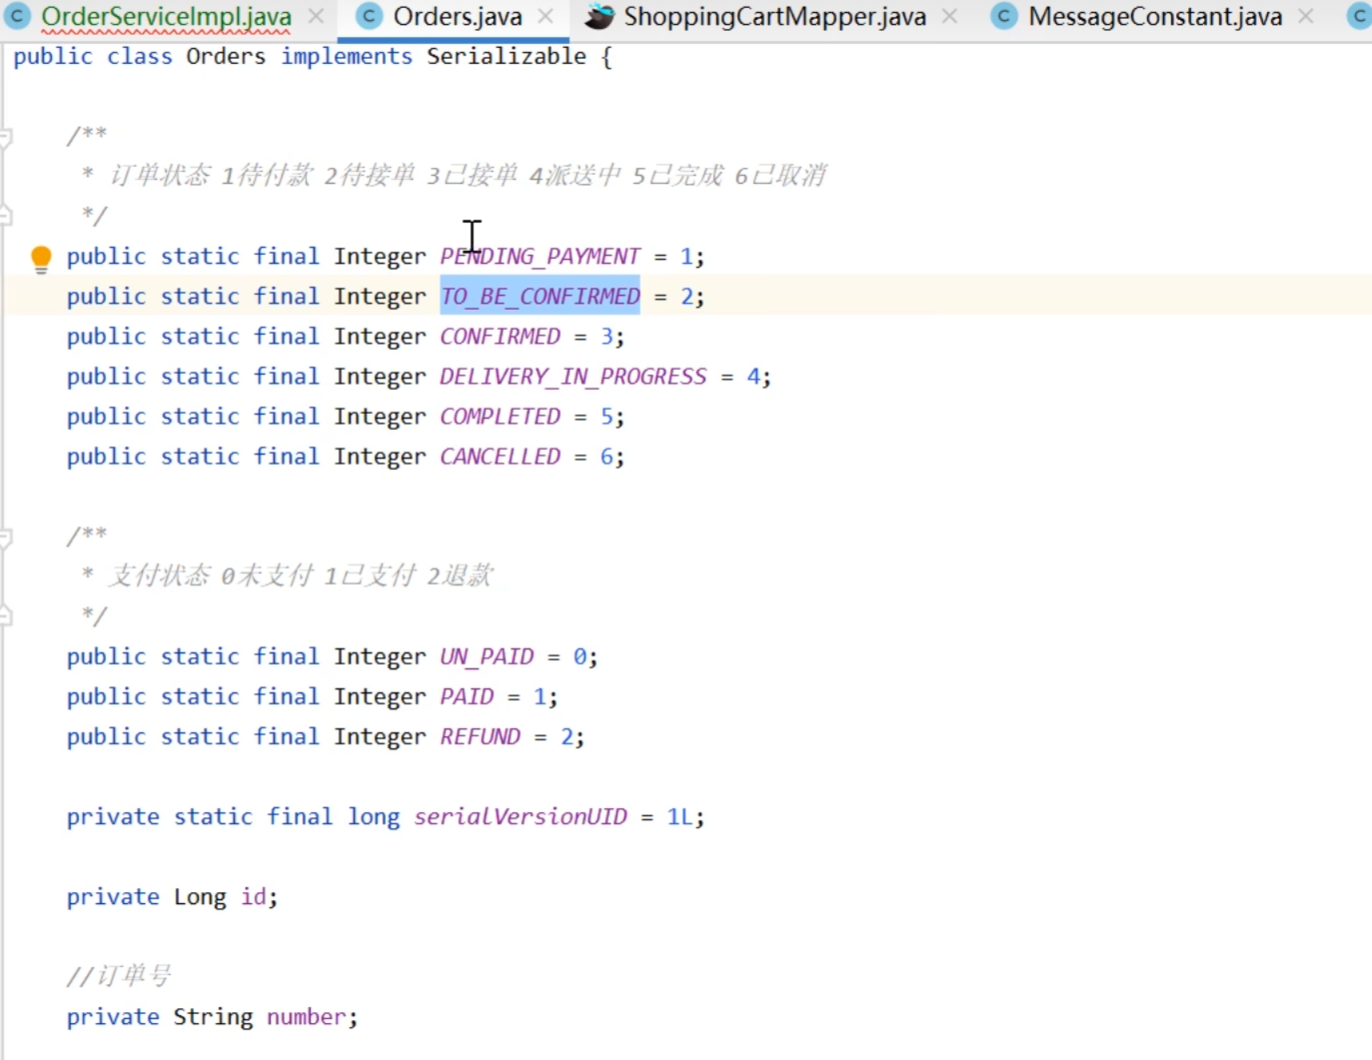 OrderServiceImpl.java × Orders.java × ShoppingCartMapper.java × MessageConstant.java ×
public class Orders implements Serializable {
/**
* 订单状态 1待付款 2待接单 3已接单 4派送中 5已完成 6已取消
*/
public static final Integer PENDING_PAYMENT = 1;
public static final Integer TO_BE_CONFIRMED = 2;
public static final Integer CONFIRMED = 3;
public static final Integer DELIVERY_IN_PROGRESS = 4;
public static final Integer COMPLETED = 5;
public static final Integer CANCELLED = 6;
/**
* 支付状态 0未支付 1已支付 2退款
*/
public static final Integer UN_PAID = 0;
public static final Integer PAID = 1;
public static final Integer REFUND = 2;
private static final long serialVersionUID = 1L;
private Long id;
//订单号
private String number;